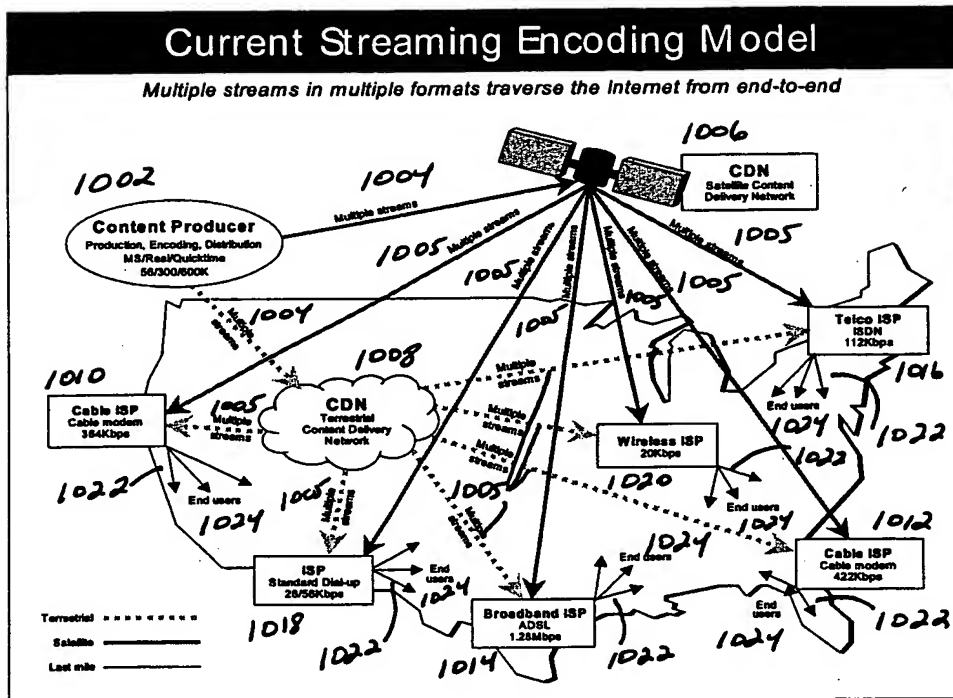 Current Streaming Encoding Model
Multiple streams in multiple formats traverse the Internet from end-to-end
1006
CDN
Satellite Content
Delivery Network
1002
1004
Multiple streams
Content Producer
Production, Encoding, Distribution
MS/Real/Quicktime
56/300/600K
1005
Multiple streams
1005
Multiple streams
Multiple streams
1005
Multiple streams
1005
Multiple streams
1005
Multiple streams
1005
1004
Multiple
streams
Telco ISP
ISDN
112Kbps
1016
End users
1024
1022
1008
CDN
Terrestrial
Content Delivery
Network
Multiple
streams
1010
Cable ISP
Cable modem
364Kbps
1005
Multiple
streams
1022
End users
1024
Multiple
streams
Wireless ISP
20Kbps
1020
1022
1024
End users
Multiple
streams
1005
1005
Multiple
streams
Multiple
streams
1012
Cable ISP
Cable modem
422Kbps
End
users
1024
1022
ISP
Standard Dial-up
28/56Kbps
1018
End
users
1024
1022
1024
End users
Broadband ISP
ADSL
1.28Mbps
1014
1022
Terrestrial
Satellite
Last mile